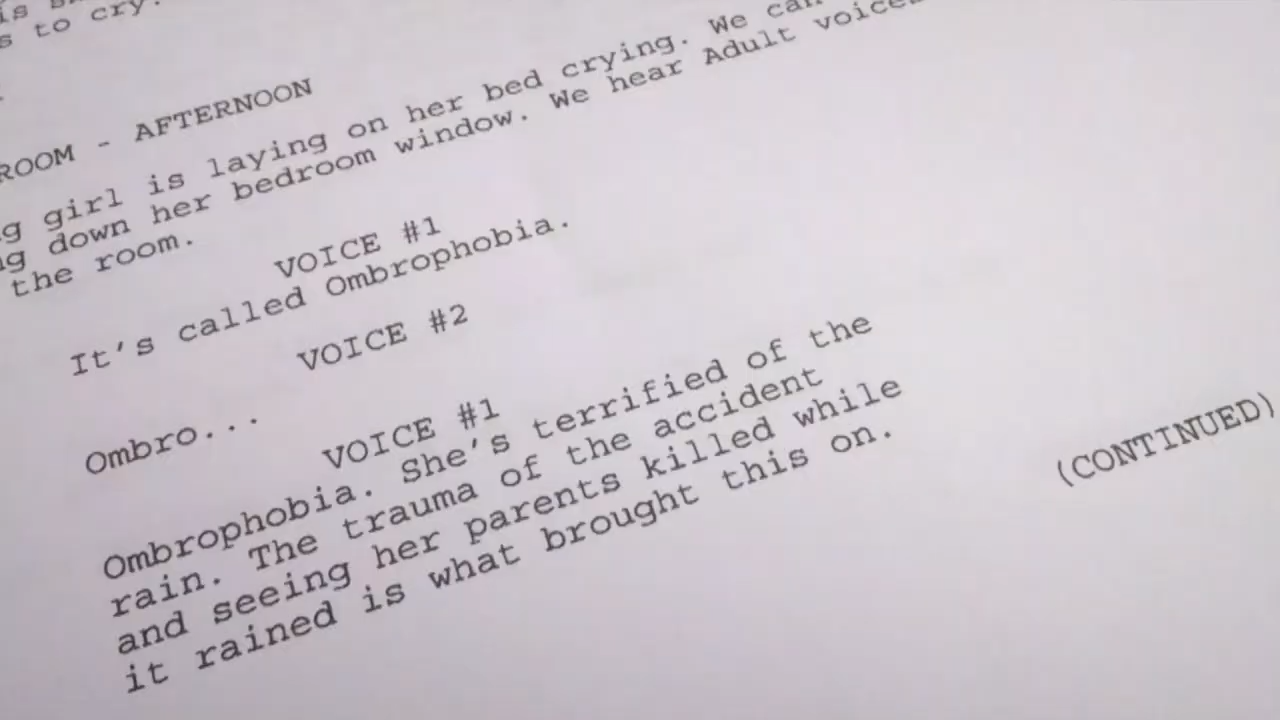 s to cry.
ROOM - AFTERNOON
girl is laying on her bed crying. We can
down her bedroom window. We hear Adult voice
the room.
VOICE #1
It's called Ombrophobia.
VOICE #2
Ombro...
VOICE #1
Ombrophobia. She's terrified of the
rain. The trauma of the accident
and seeing her parents killed while
it rained is what brought this on.
(CONTINUED)